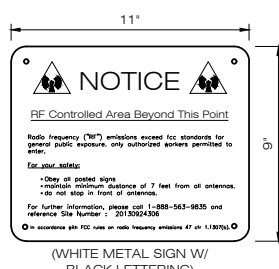 11"
NOTICE
RF Controlled Area Beyond This Point
Radio frequency ("RF") emissions exceed fcc standards for
general public exposure. only authorized workers permitted to
enter.
For your safety:
•Obey all posted signs
•maintain minimum dustance of 7 feet from all antennas.
•do not stop in front of antennas.
For further information, please call 1-888-563-9835 and
reference Site Number : 20130924306
In accordance with FCC rules on radio frequency emissions 47 cfr 1.1307(b).
9"
(WHITE METAL SIGN W/
BLACK LETTERING)